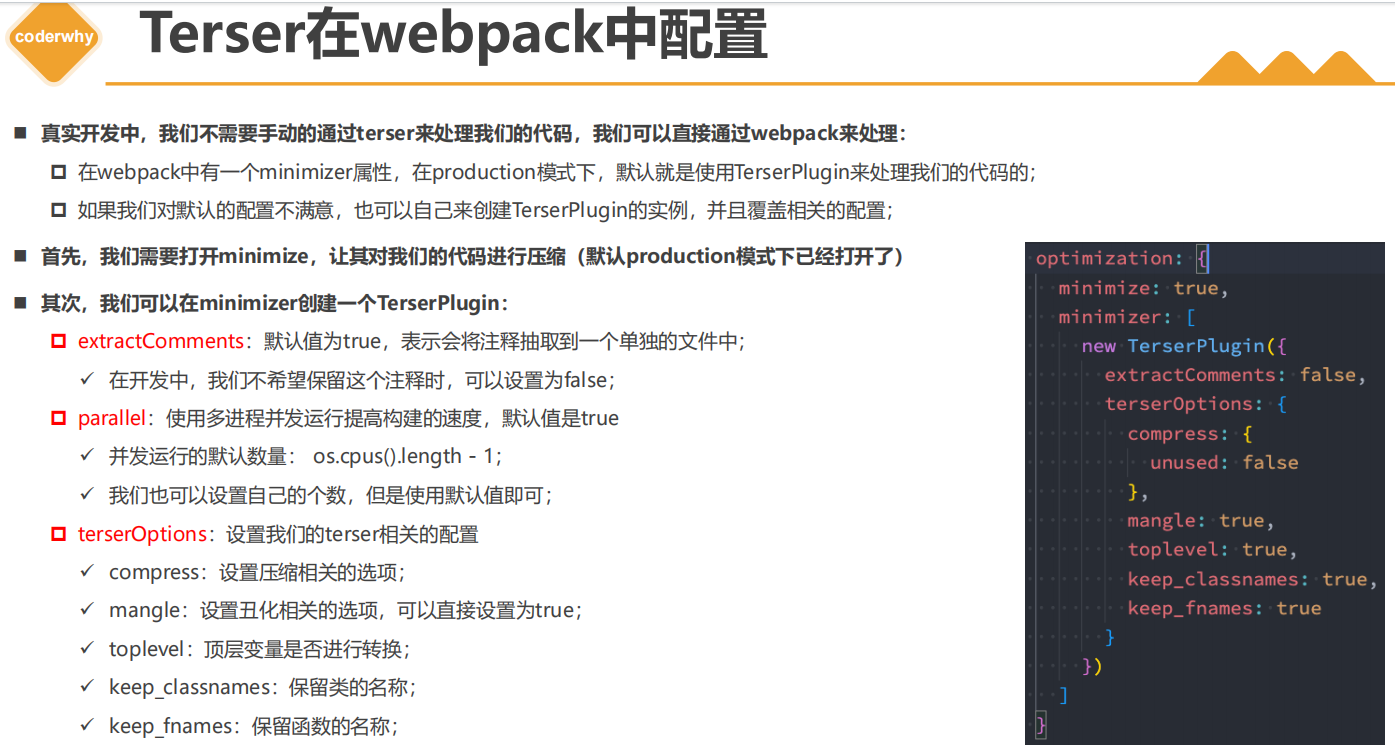 coderwhy
Terser在webpack中配置
真实开发中，我们不需要手动的通过terser来处理我们的代码，我们可以直接通过webpack来处理：
在webpack中有一个minimizer属性，在production模式下，默认就是使用TerserPlugin来处理我们的代码的；
如果我们对默认的配置不满意，也可以自己来创建TerserPlugin的实例，并且覆盖相关的配置；
首先，我们需要打开minimize，让其对我们的代码进行压缩（默认production模式下已经打开了）
其次，我们可以在minimizer创建一个TerserPlugin：
extractComments：默认值为true，表示会将注释抽取到一个单独的文件中；
在开发中，我们不希望保留这个注释时，可以设置为false；
parallel：使用多进程并发运行提高构建的速度，默认值是true
并发运行的默认数量： os.cpus().length - 1；
我们也可以设置自己的个数，但是使用默认值即可；
terserOptions：设置我们的terser相关的配置
compress：设置压缩相关的选项；
mangle：设置丑化相关的选项，可以直接设置为true；
toplevel：顶层变量是否进行转换；
keep_classnames：保留类的名称；
keep_fnames：保留函数的名称；
optimization: {
minimize: true,
minimizer: [
new TerserPlugin({
extractComments: false,
terserOptions: {
compress: {
unused: false
},
mangle: true,
toplevel: true,
keep_classnames: true,
keep_fnames: true
}
})
]
}